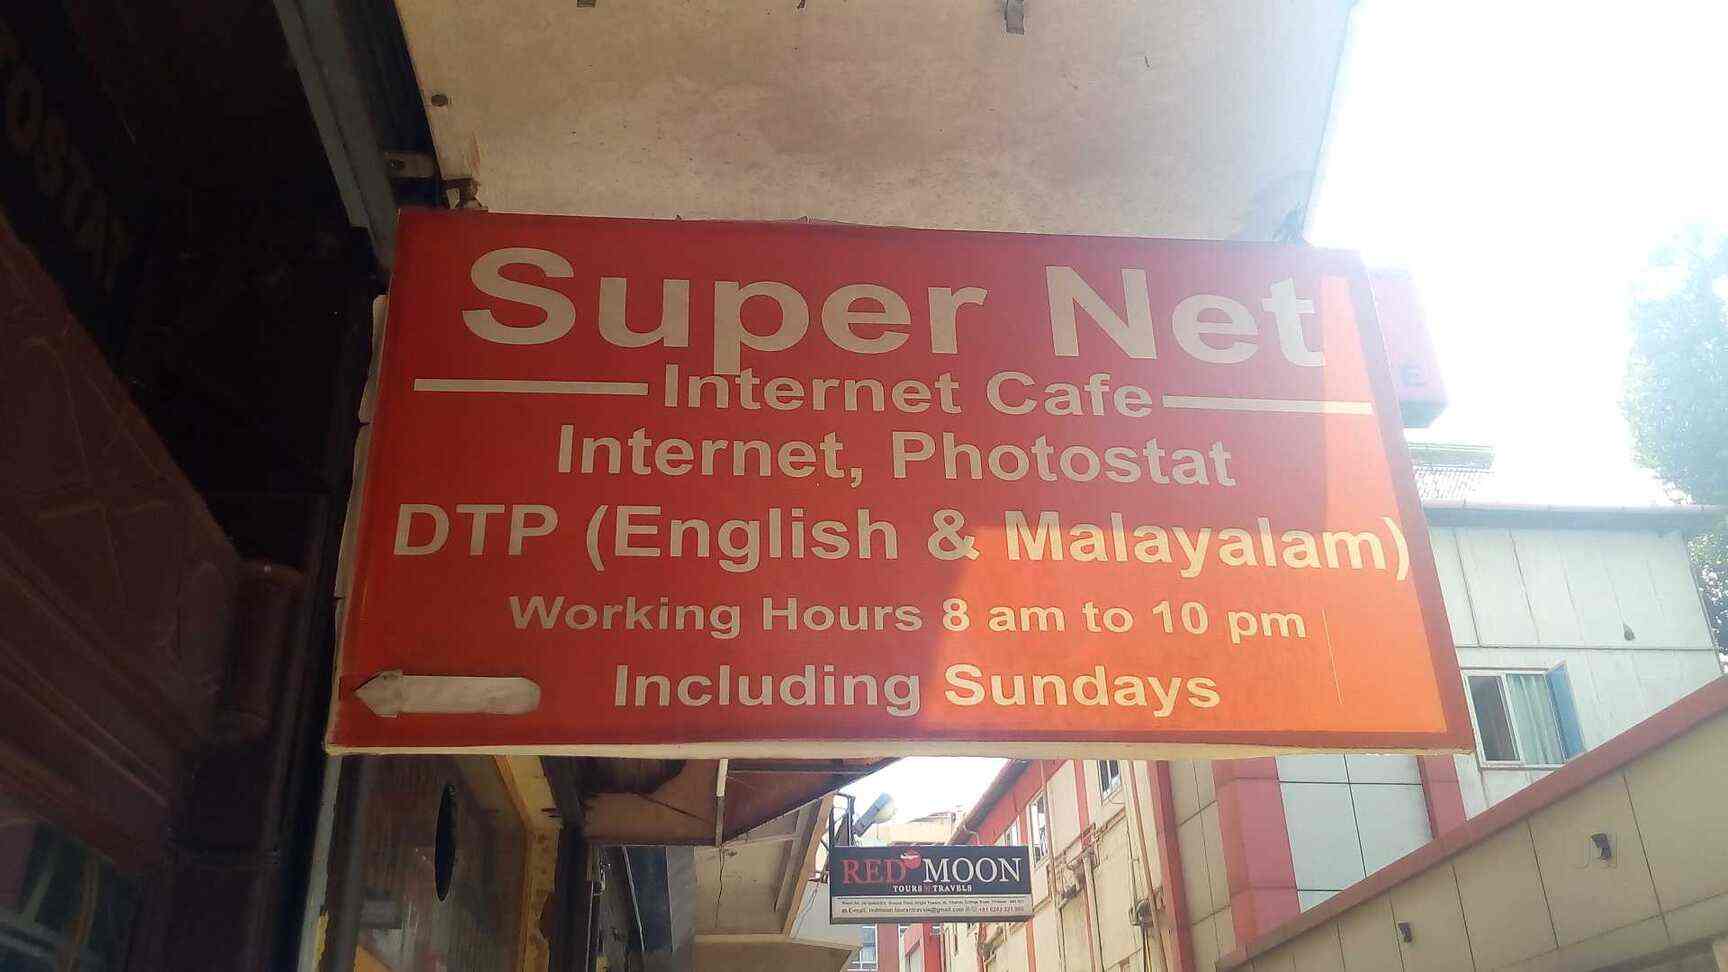 Super Net
Internet Cafe
Internet, Photostat
DTP (English & Malayalam)
Working Hours 8 am to 10 pm
Including Sundays
RED MOON
TOURS & TRAVELS